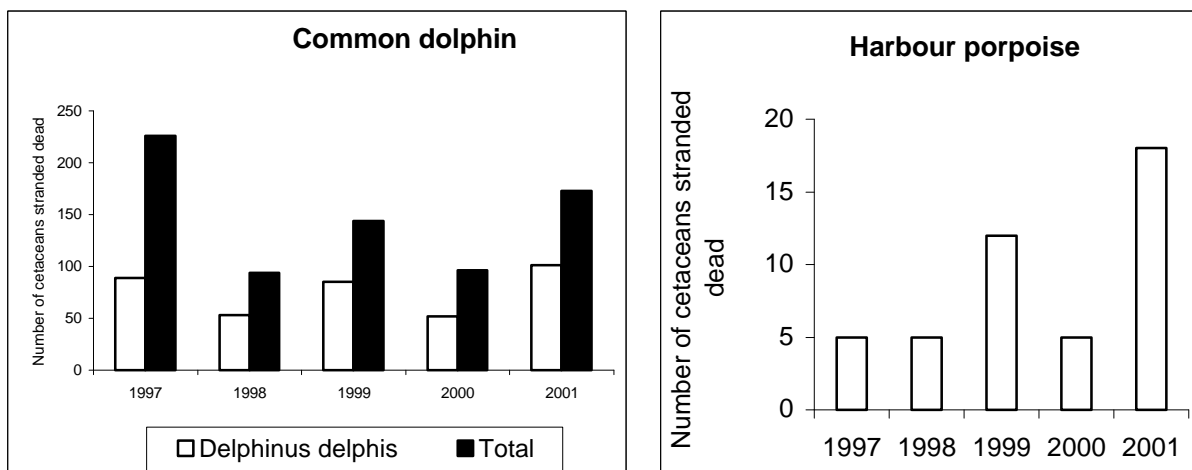 Common dolphin
Number of cetaceans stranded dead
250
200
150
100
50
0
1997 1998 1999 2000 2001
Delphinus delphis Total
Harbour porpoise
Number of cetaceans stranded
dead
20
15
10
5
0
1997 1998 1999 2000 2001